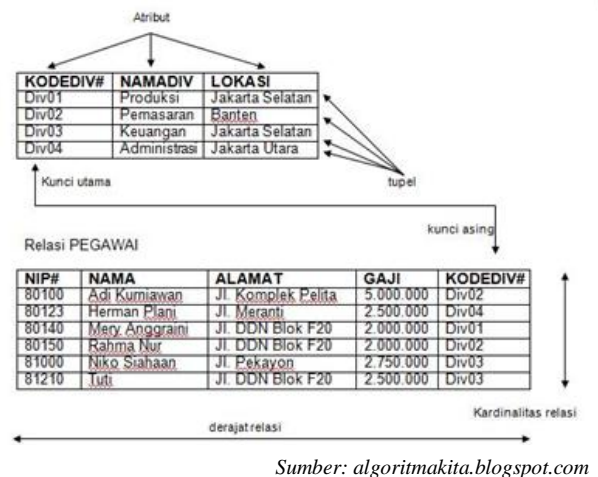 Atribut
KODEDIV# NAMADIV LOKASI
Div01 Produksi Jakarta Selatan
Div02 Pemasaran Banten
Div03 Keuangan Jakarta Selatan
Div04 Administrasi Jakarta Utara
Kunci utama
tupel
kunci asing
Relasi PEGAWAI
NIP# NAMA ALAMAT GAJI KODEDIV#
80100 Adi Kurniawan Jl. Komplek Pelita 5.000.000 Div02
80123 Herman Plani Jl. Meranti 2.500.000 Div04
80140 Mery Anggraini Jl. DDN Blok F20 2.000.000 Div01
80150 Rahma Nur Jl. DDN Blok F20 2.000.000 Div02
81000 Niko Siahaan Jl. Pekayon 2.750.000 Div03
81210 Tuti Jl. DDN Blok F20 2.500.000 Div03
Kardinalitas relasi
derajat relasi
Sumber: algoritmakita.blogspot.com